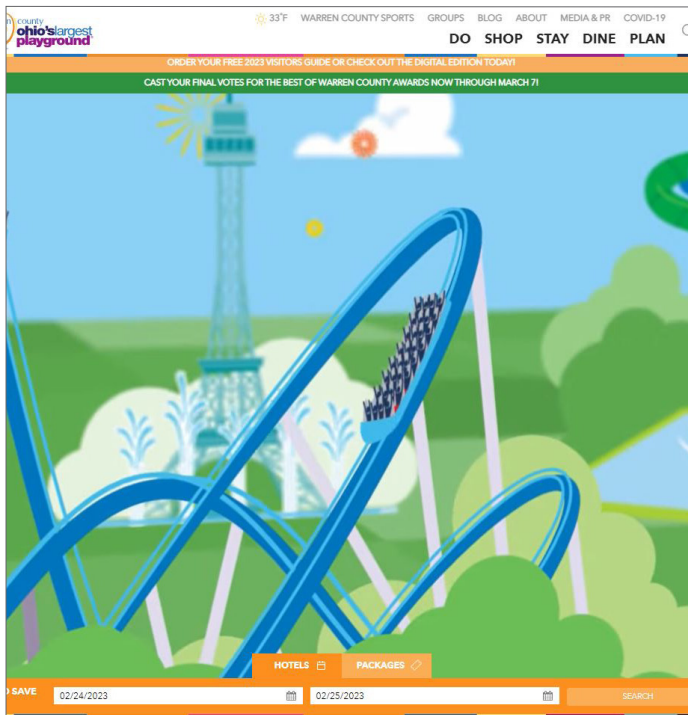 county
ohio'slargest
playground
33°F WARREN COUNTY SPORTS GROUPS BLOG ABOUT MEDIA & PR COVID-19
DO SHOP STAY DINE PLAN
ORDER YOUR FREE 2023 VISITORS GUIDE OR CHECK OUT THE DIGITAL EDITION TODAY!
CAST YOUR FINAL VOTES FOR THE BEST OF WARREN COUNTY AWARDS NOW THROUGH MARCH 7!
HOTELS PACKAGES
SAVE 02/24/2023 02/25/2023 SEARCH